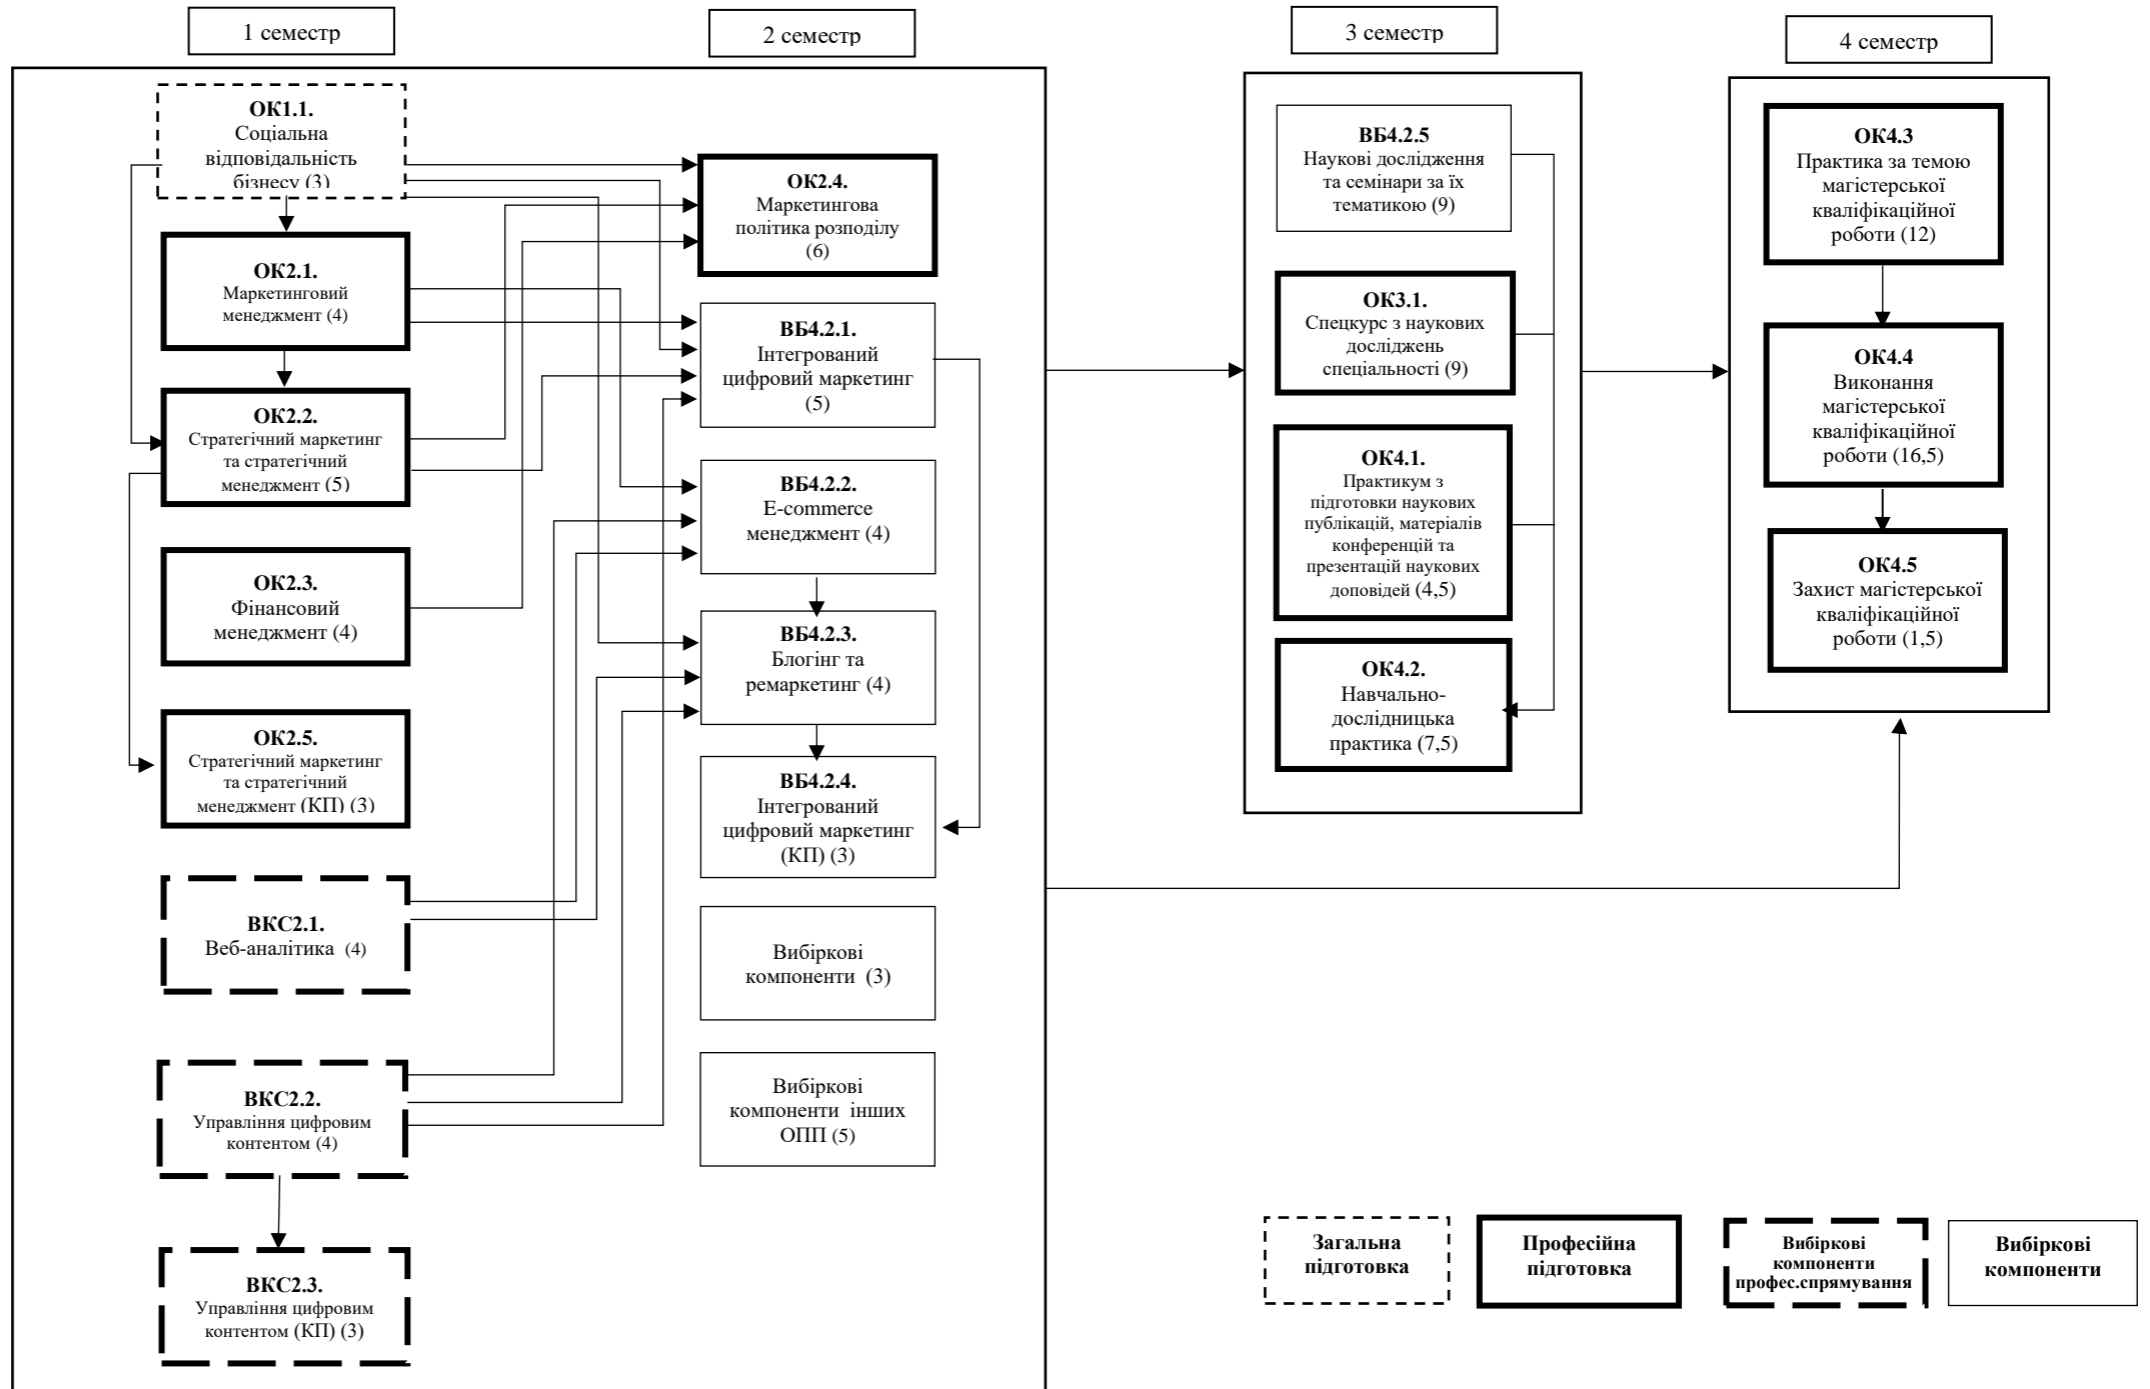 1 семестр
2 семестр
3 семестр
4 семестр
ОК1.1.
Соціальна
відповідальність
бізнесу (3)
ОК2.1.
Маркетинговий
менеджмент (4)
ОК2.2.
Стратегічний маркетинг
та стратегічний
менеджмент (5)
ОК2.3.
Фінансовий
менеджмент (4)
ОК2.5.
Стратегічний маркетинг
та стратегічний
менеджмент (КП) (3)
ВКС2.1.
Веб-аналітика (4)
ВКС2.2.
Управління цифровим
контентом (4)
ВКС2.3.
Управління цифровим
контентом (КП) (3)
ОК2.4.
Маркетингова
політика розподілу
(6)
ВБ4.2.1.
Інтегрований
цифровий маркетинг
(5)
ВБ4.2.2.
E-commerce
менеджмент (4)
ВБ4.2.3.
Блогінг та
ремаркетинг (4)
ВБ4.2.4.
Інтегрований
цифровий маркетинг
(КП) (3)
Вибіркові
компоненти (3)
Вибіркові
компоненти інших
ОПП (5)
ВБ4.2.5
Наукові дослідження
та семінари за їх
тематикою (9)
ОК3.1.
Спецкурс з наукових
досліджень
спеціальності (9)
ОК4.1.
Практикум з
підготовки наукових
публікацій, матеріалів
конференцій та
презентацій наукових
доповідей (4,5)
ОК4.2.
Навчально-
дослідницька
практика (7,5)
ОК4.3
Практика за темою
магістерської
кваліфікаційної
роботи (12)
ОК4.4
Виконання
магістерської
кваліфікаційної
роботи (16,5)
ОК4.5
Захист магістерської
кваліфікаційної
роботи (1,5)
Загальна
підготовка
Професійна
підготовка
Вибіркові
компоненти
профес.спрямування
Вибіркові
компоненти